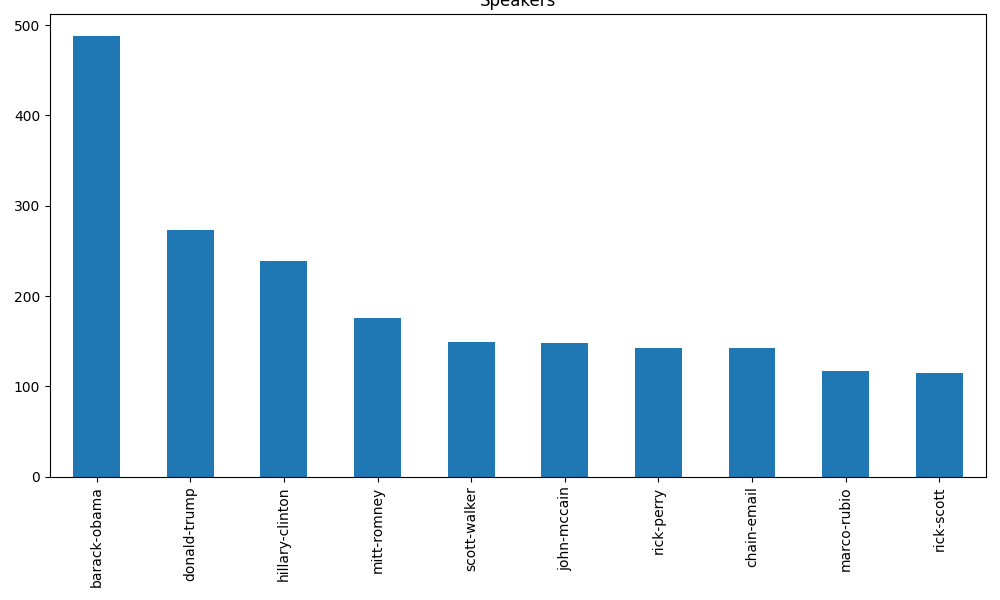 Speakers
500
400
300
200
100
0
barack-obama
donald-trump
hillary-clinton
mitt-romney
scott-walker
john-mccain
rick-perry
chain-email
marco-rubio
rick-scott